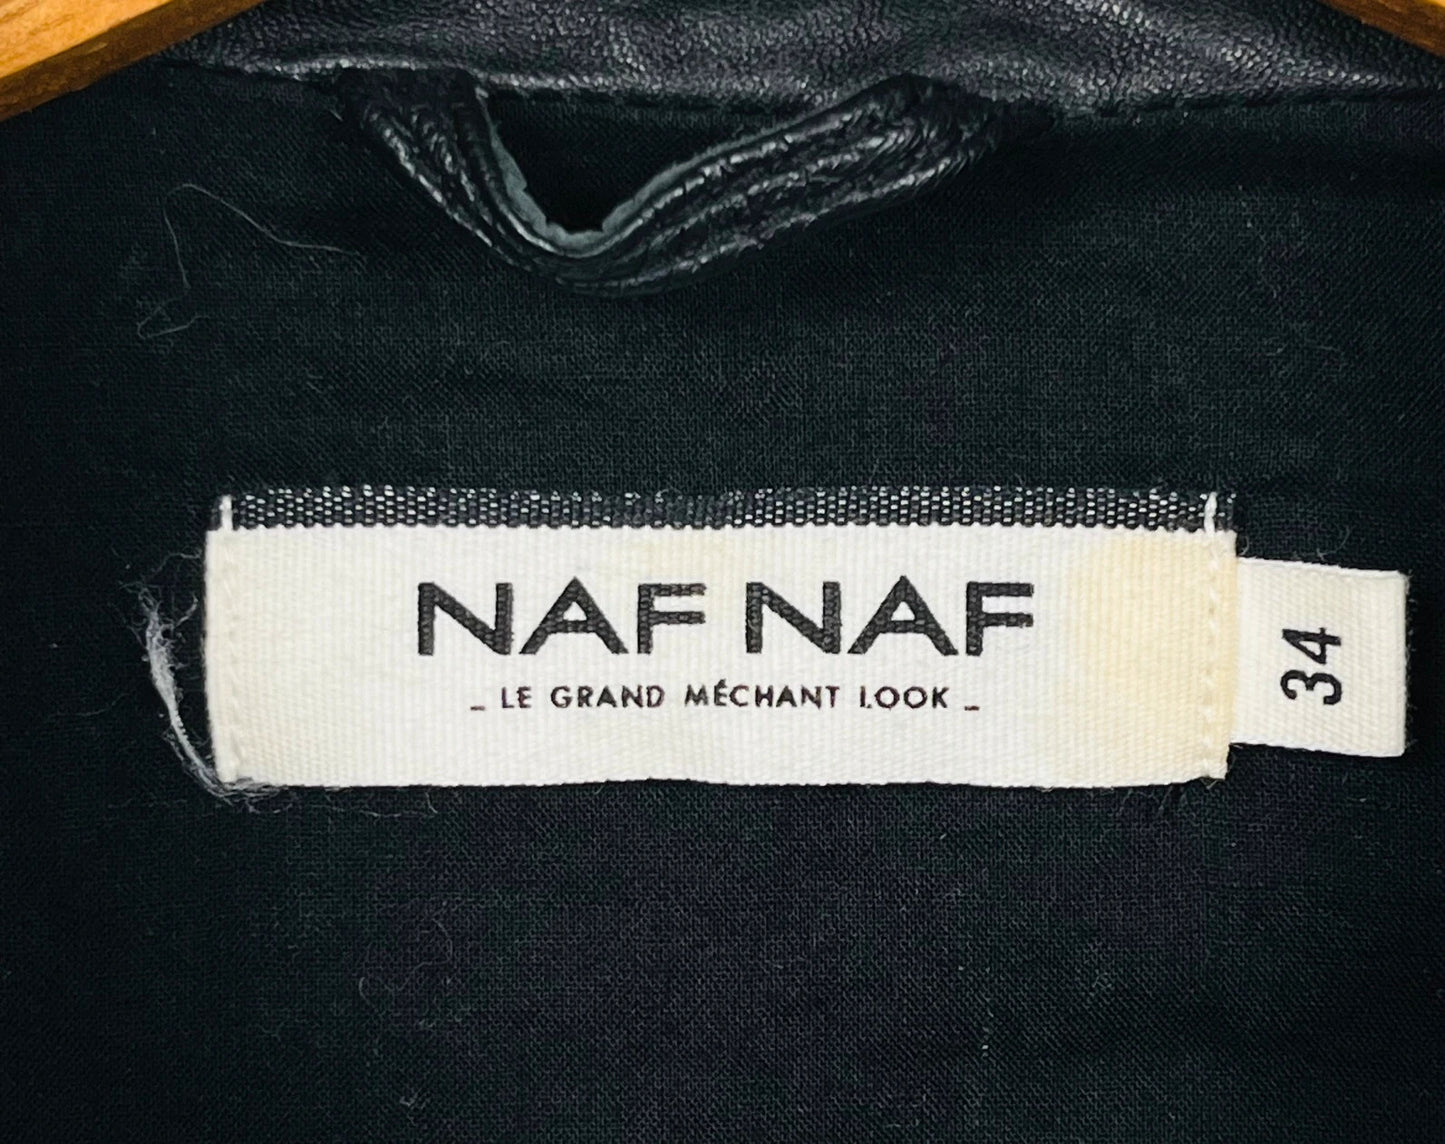 NAF NAF
_ LE GRAND MÉCHANT LOOK _
34